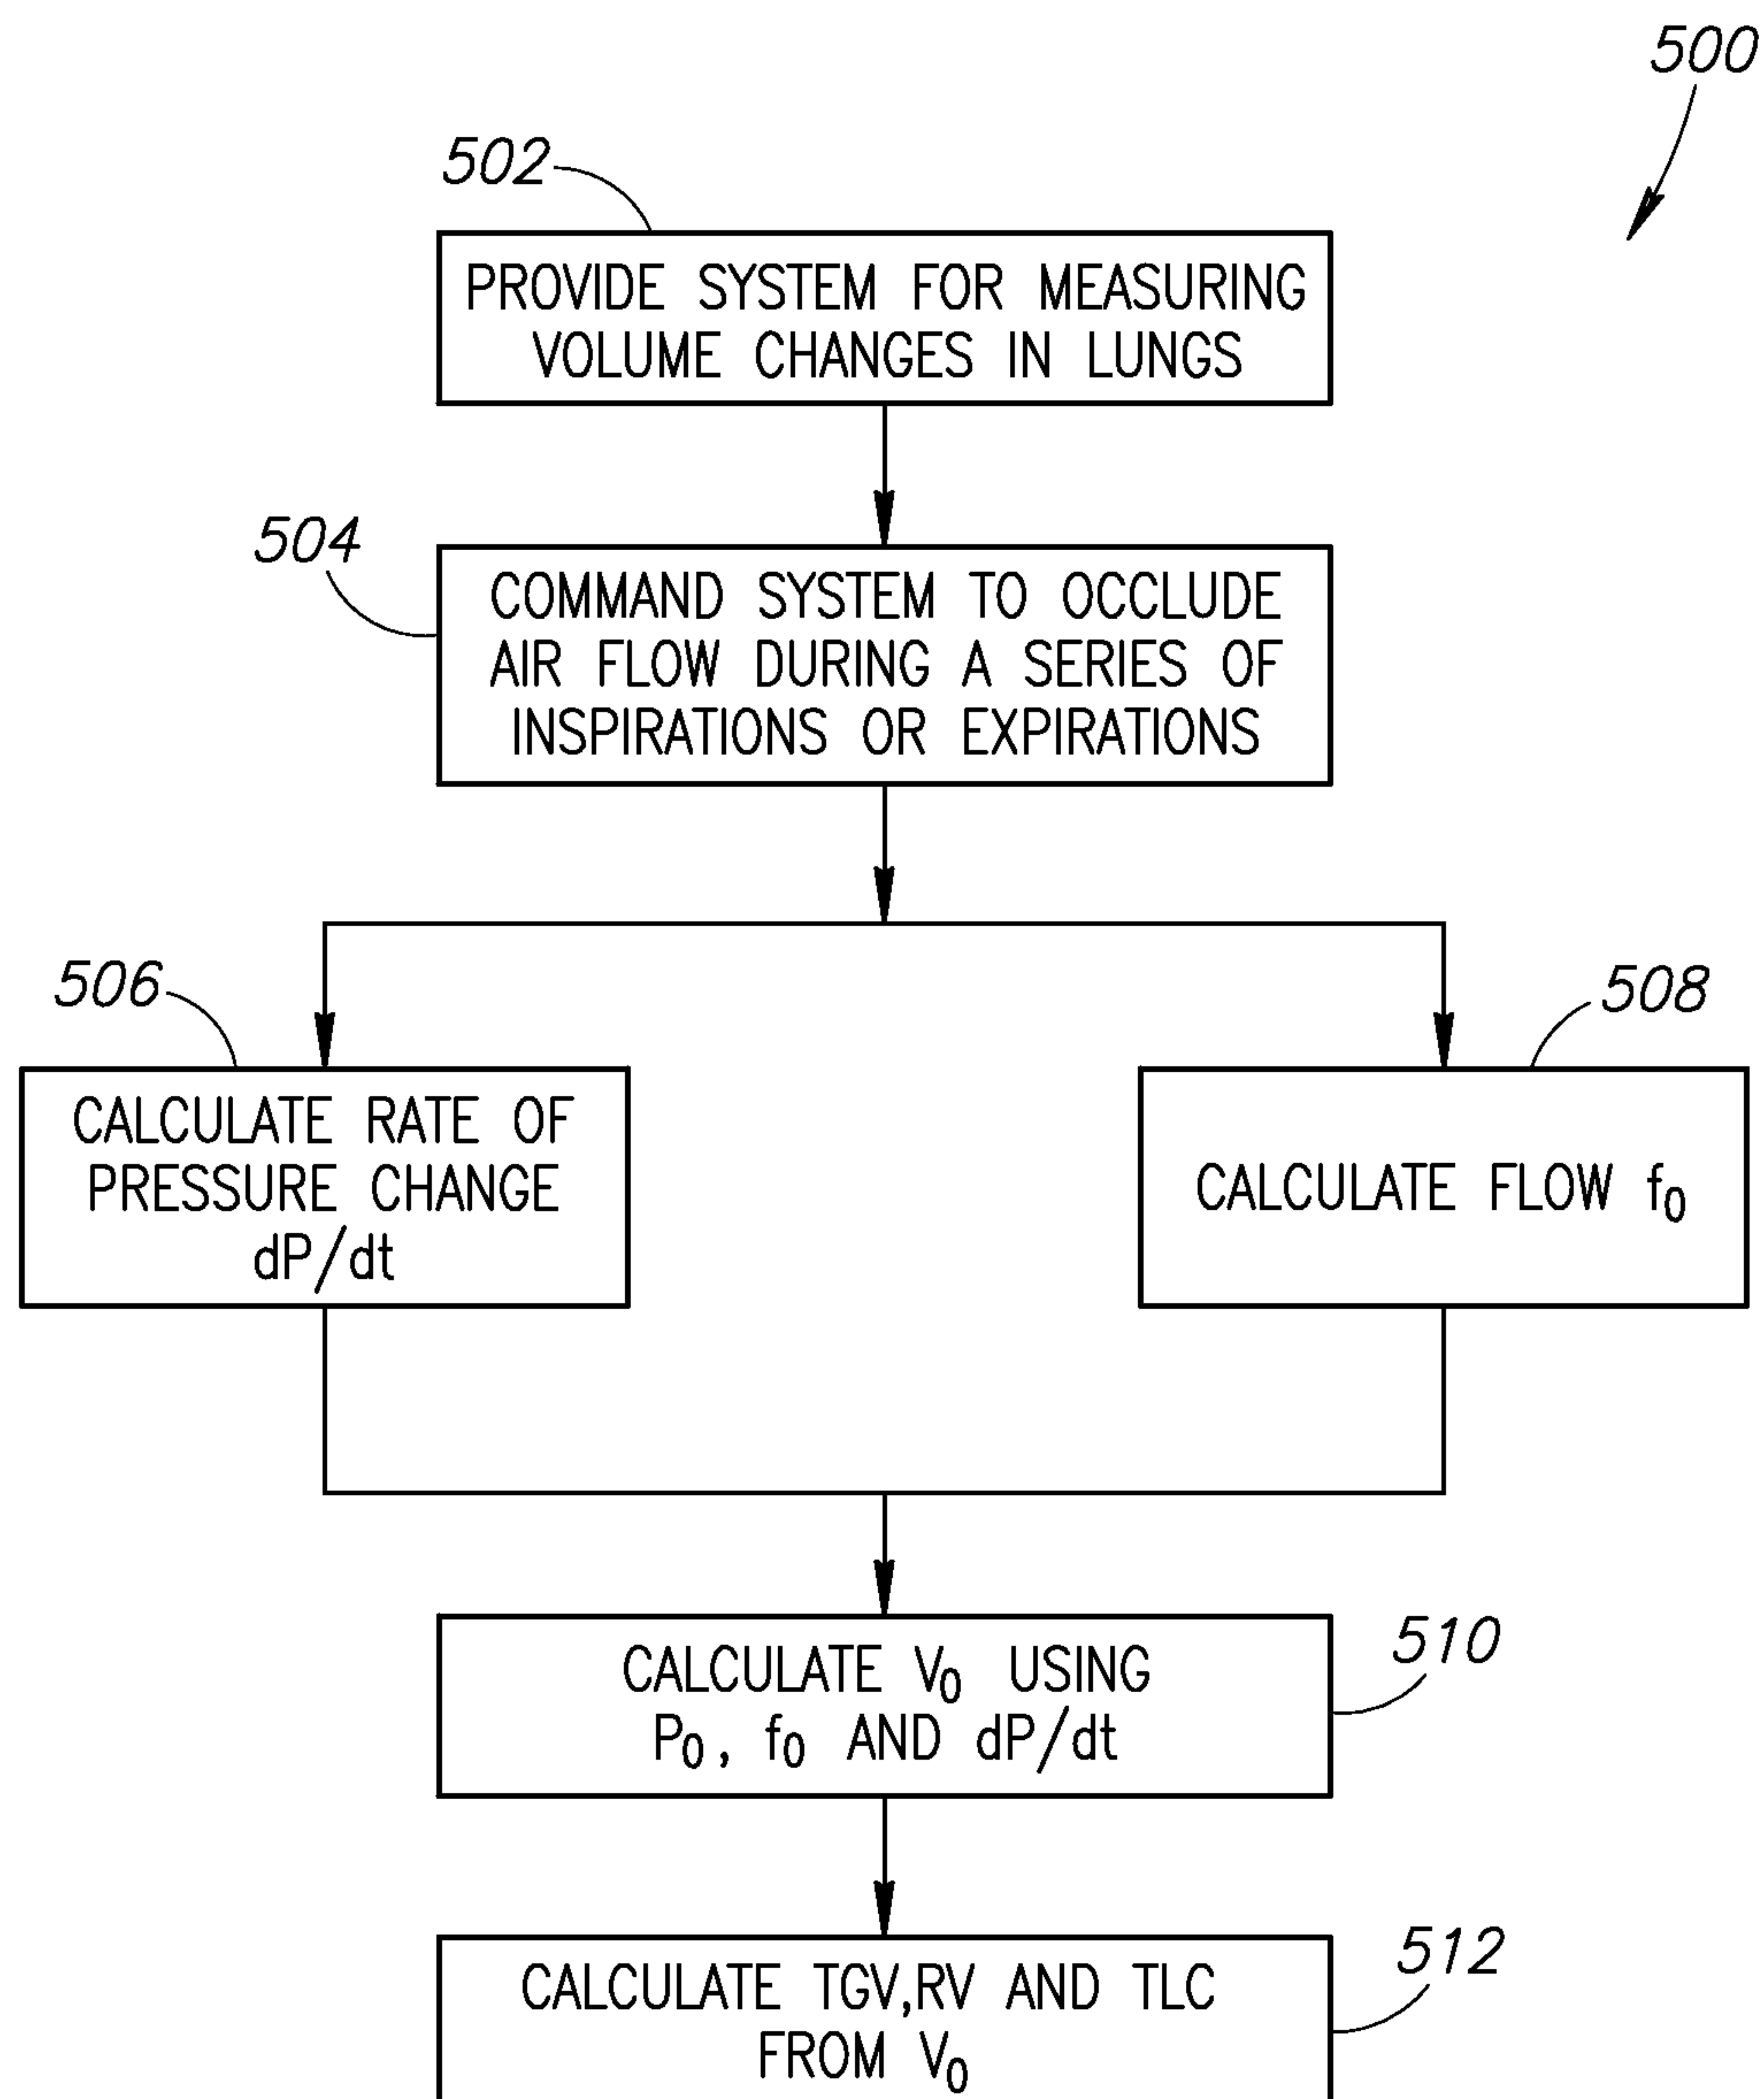 500
502
PROVIDE SYSTEM FOR MEASURING
VOLUME CHANGES IN LUNGS
504
COMMAND SYSTEM TO OCCLUDE
AIR FLOW DURING A SERIES OF
INSPIRATIONS OR EXPIRATIONS
506
CALCULATE RATE OF
PRESSURE CHANGE
dP/dt
508
CALCULATE FLOW f₀
510
CALCULATE V₀ USING
P₀, f₀ AND dP/dt
512
CALCULATE TGV,RV AND TLC
FROM V₀